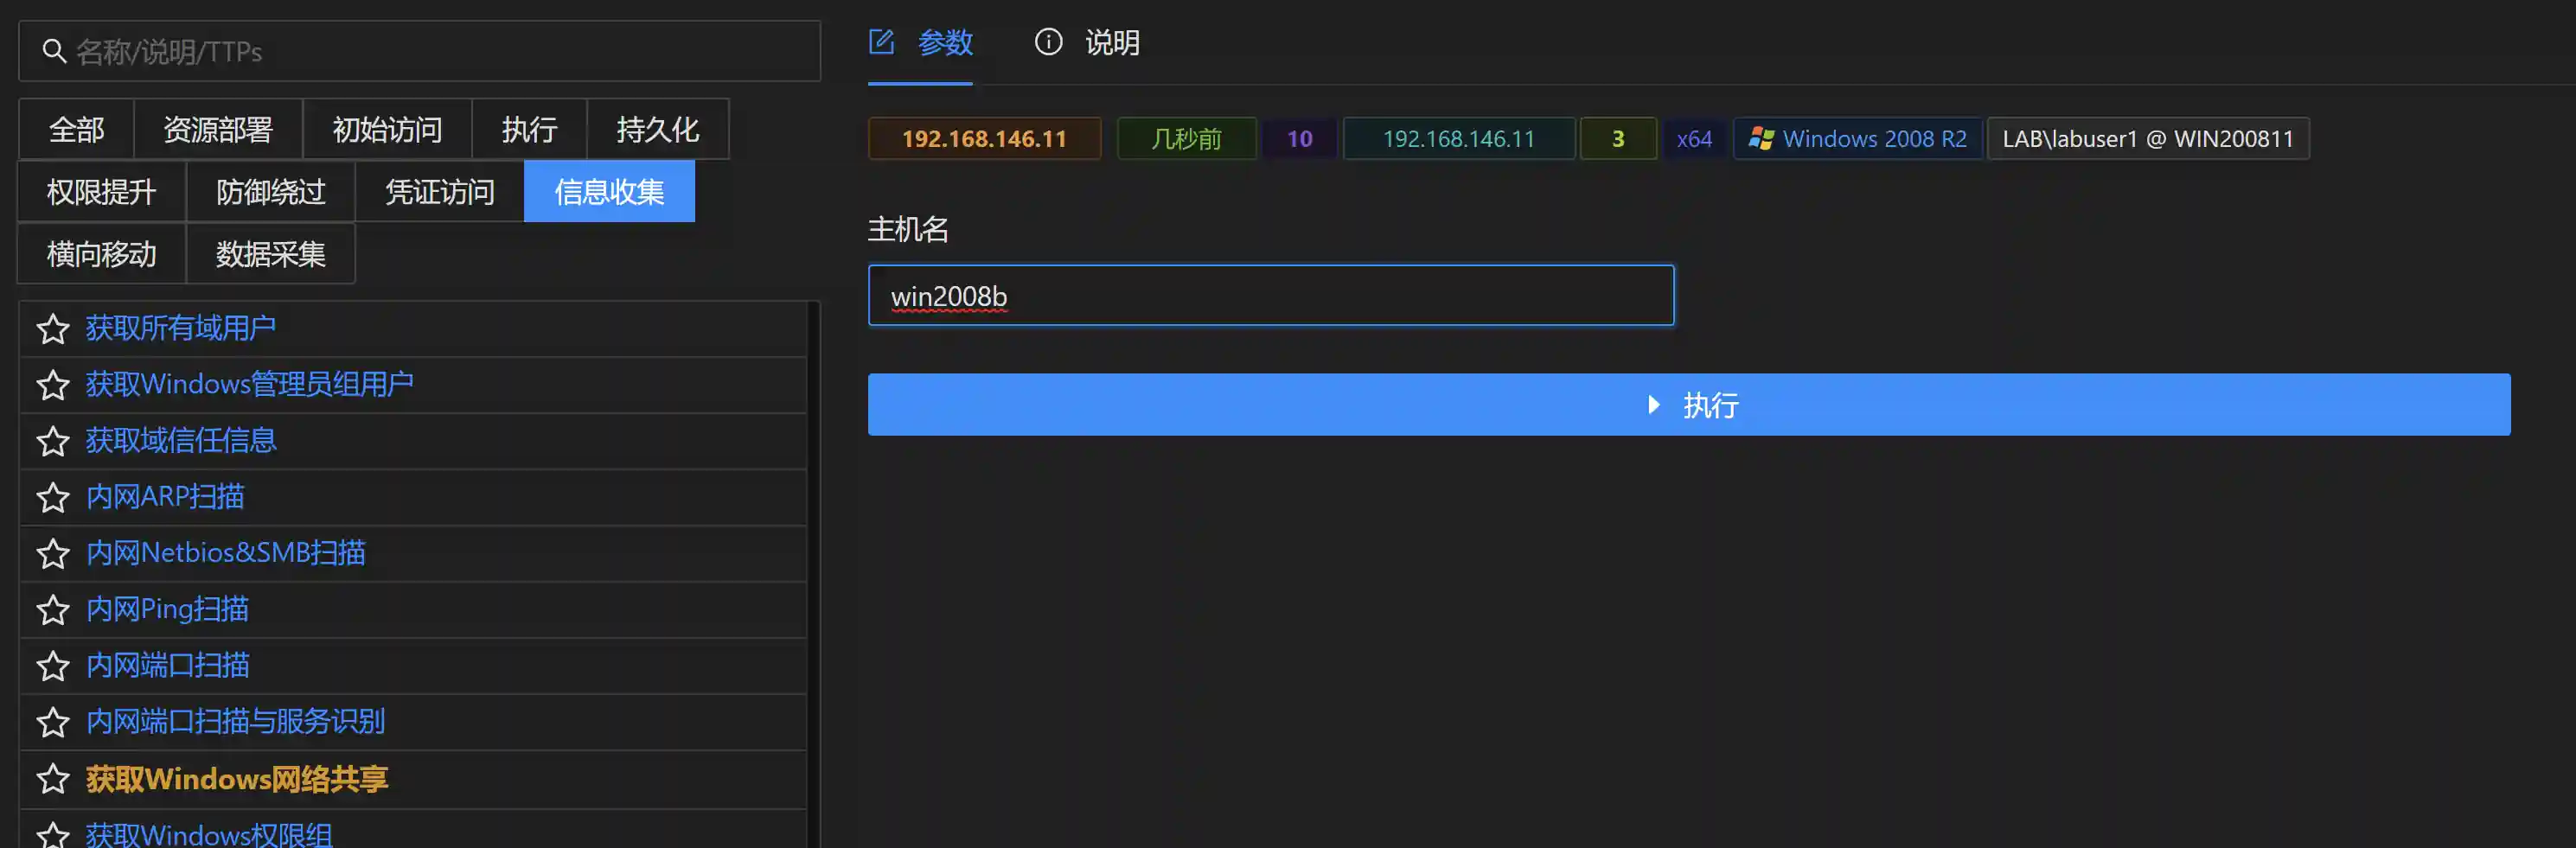 名称/说明/TTPs
全部 资源部署 初始访问 执行 持久化
权限提升 防御绕过 凭证访问 信息收集
横向移动 数据采集
获取所有域用户
获取Windows管理员组用户
获取域信任信息
内网ARP扫描
内网Netbios&SMB扫描
内网Ping扫描
内网端口扫描
内网端口扫描与服务识别
获取Windows网络共享
获取Windows权限组
参数 说明
192.168.146.11 几秒前 10 192.168.146.11 3 x64 Windows 2008 R2 LAB\labuser1 @ WIN200811
主机名
win2008b
执行